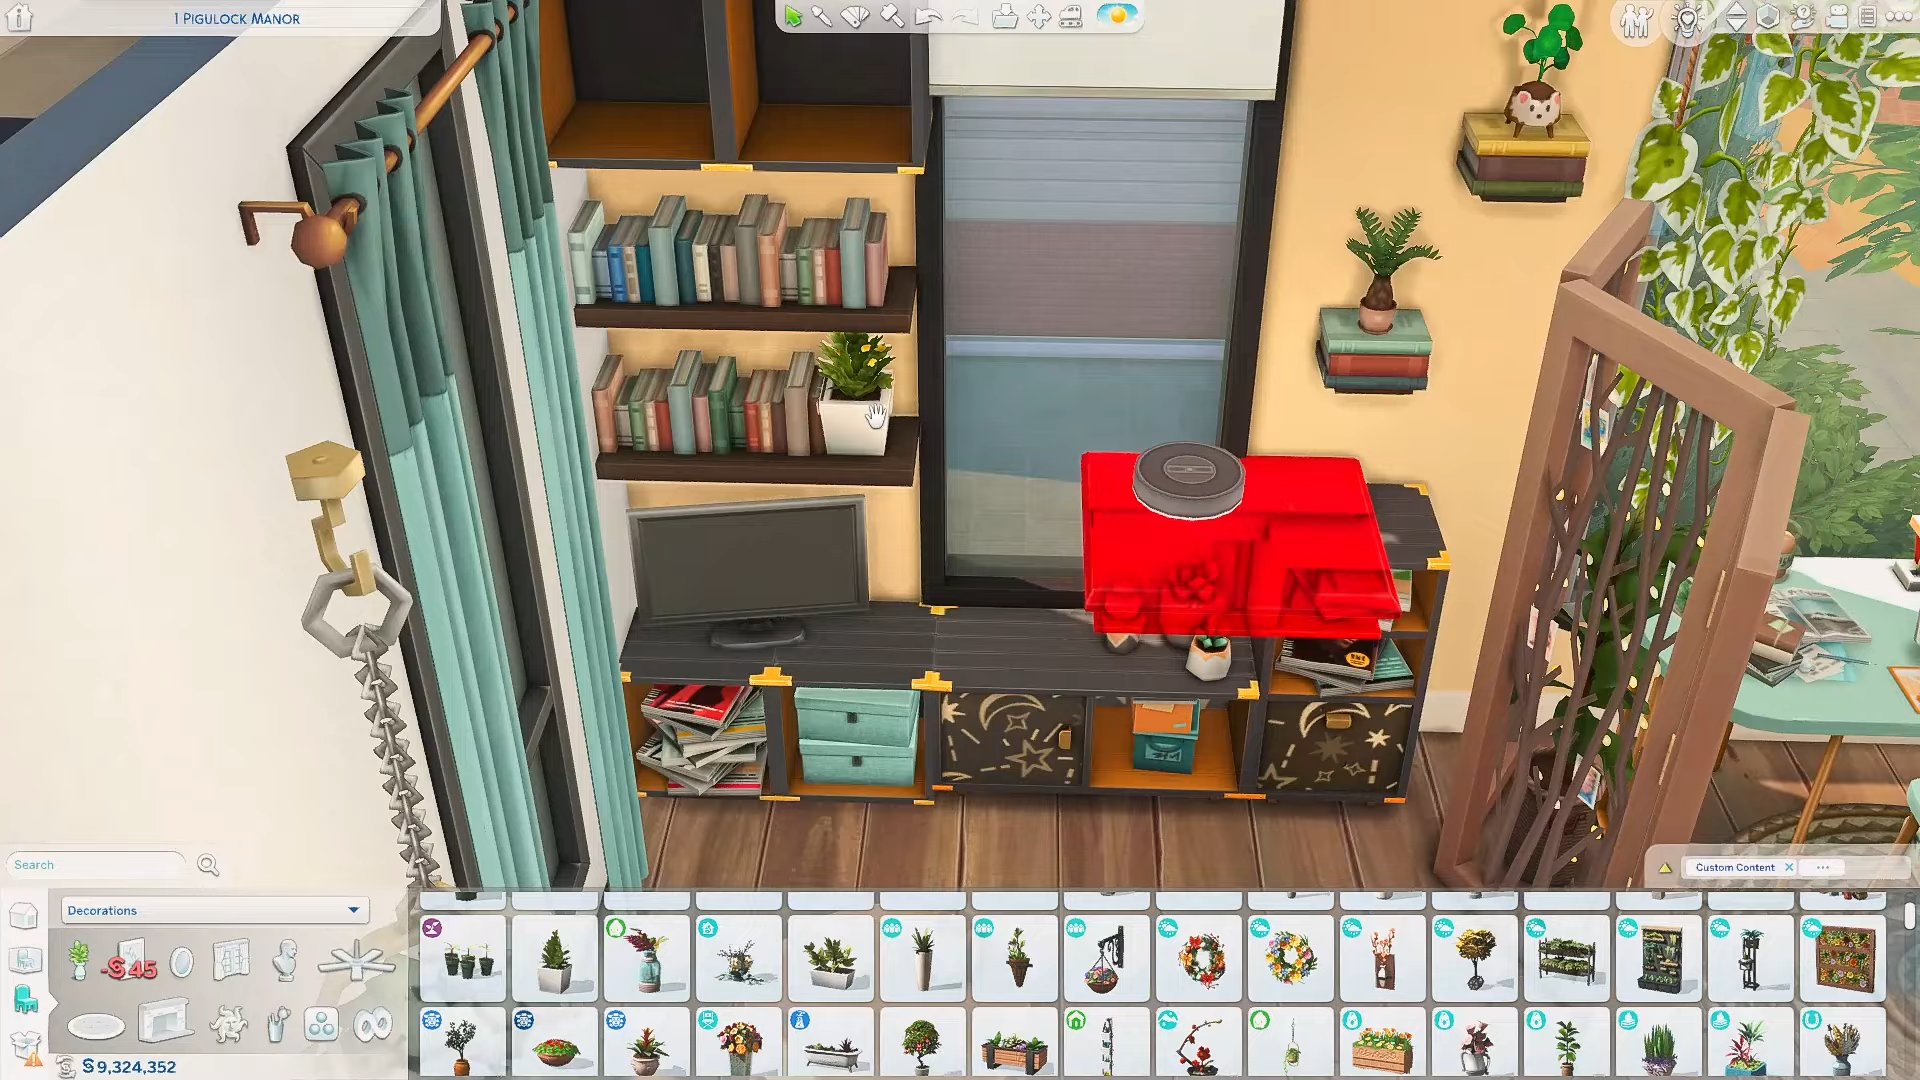 1 PIGULOCK MANOR
Search
Custom Content
Decorations
-§45
§9,324,352